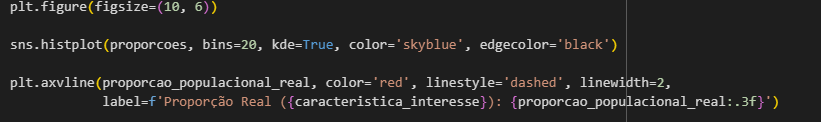 plt.figure(figsize=(10, 6))
sns.histplot(proporcoes, bins=20, kde=True, color='skyblue', edgecolor='black')
plt.axvline(proporcao_populacional_real, color='red', linestyle='dashed', linewidth=2,
label=f'Proporção Real ({caracteristica_interesse}): {proporcao_populacional_real:.3f}')